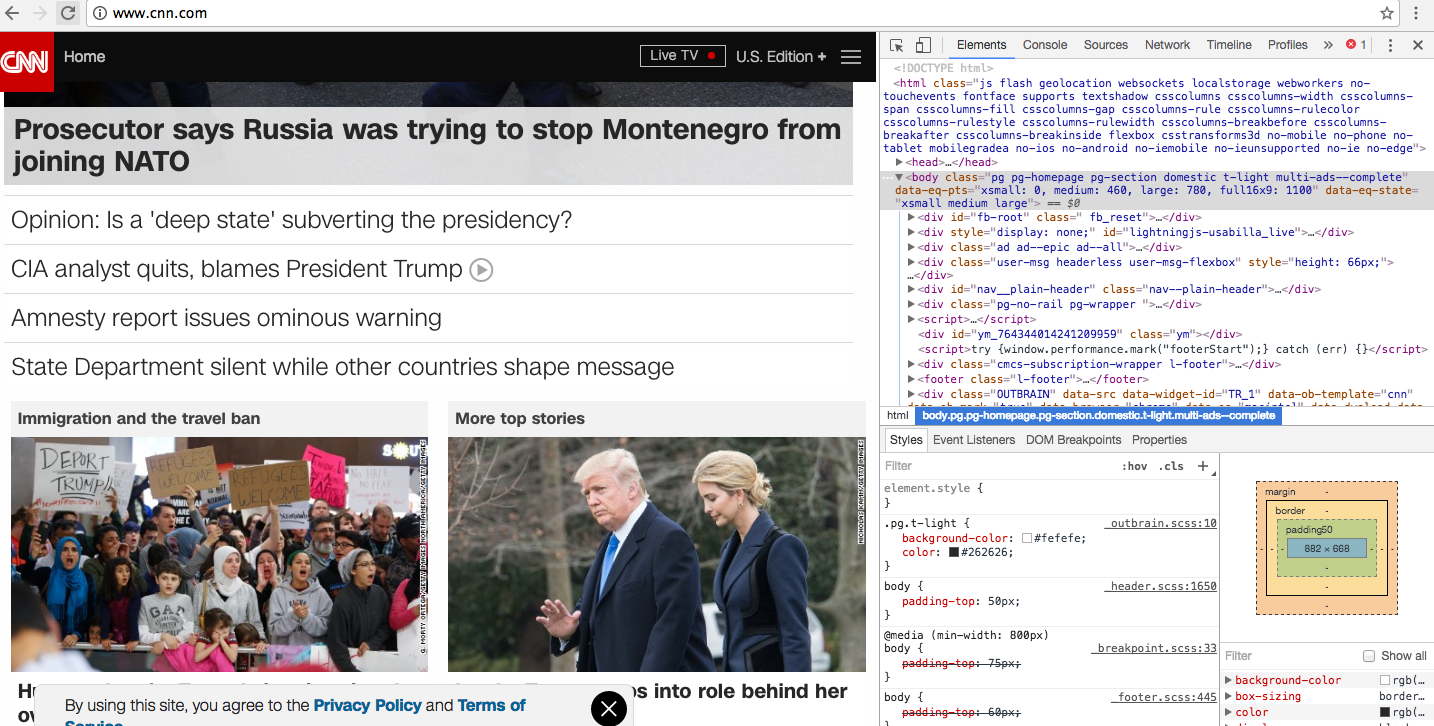 www.cnn.com
CNN
Home
Live TV
U.S. Edition +
Prosecutor says Russia was trying to stop Montenegro from
joining NATO
Opinion: Is a 'deep state' subverting the presidency?
CIA analyst quits, blames President Trump
Amnesty report issues ominous warning
State Department silent while other countries shape message
Immigration and the travel ban
More top stories
DEPORT
TRUMP!!
REFUGEES
WELCOME
REFUGEES
WELCOME
GAP
s into role behind her
By using this site, you agree to the Privacy Policy and Terms of
Service
Elements Console Sources Network Timeline Profiles » 1
<!DOCTYPE html>
<html class="js flash geolocation websockets localstorage webworkers no-
touchevents fontface supports textshadow csscolumns csscolumns-width csscolumns-
span csscolumns-fill csscolumns-gap csscolumns-rule csscolumns-rulecolor
csscolumns-rulestyle csscolumns-rulewidth csscolumns-breakbefore csscolumns-
breakafter csscolumns-breakinside flexbox csstransforms3d no-mobile no-phone no-
tablet mobilegradea no-ios no-android no-iemobile no-ieunsupported no-ie no-edge">
<head>…</head>
<body class="pg pg-homepage pg-section domestic t-light multi-ads--complete"
data-eq-pts="xsmall: 0, medium: 460, large: 780, full16x9: 1100" data-eq-state=
"xsmall medium large"> == $0
<div id="fb-root" class=" fb_reset">…</div>
<div style="display: none;" id="lightningjs-usabilla_live">…</div>
<div class="ad ad--epic ad--all">…</div>
<div class="user-msg headerless user-msg-flexbox" style="height: 66px;">
…</div>
<div id="nav__plain-header" class="nav--plain-header">…</div>
<div class="pg-no-rail pg-wrapper ">…</div>
<script>…</script>
<div id="ym_764344014241209959" class="ym"></div>
<script>try {window.performance.mark("footerStart");} catch (err) {}</script>
<div class="cmcs-subscription-wrapper l-footer">…</div>
<footer class="l-footer">…</footer>
<div class="OUTBRAIN" data-src data-widget-id="TR_1" data-ob-template="cnn"
html body.pg.pg-homepage.pg-section.domestic.t-light.multi-ads--complete
Styles Event Listeners DOM Breakpoints Properties
Filter :hov .cls +
element.style {
}
.pg.t-light { _outbrain.scss:10
background-color: #fefefe;
color: #262626;
}
body { _header.scss:1650
padding-top: 50px;
}
@media (min-width: 800px)
body { _breakpoint.scss:33
padding-top: 75px;
}
body { _footer.scss:445
padding-top: 60px;
margin -
border -
padding50
- - - 882 × 668 - - -
-
-
-
Filter Show all
background-color rgb(…
box-sizing border…
color rgb(…